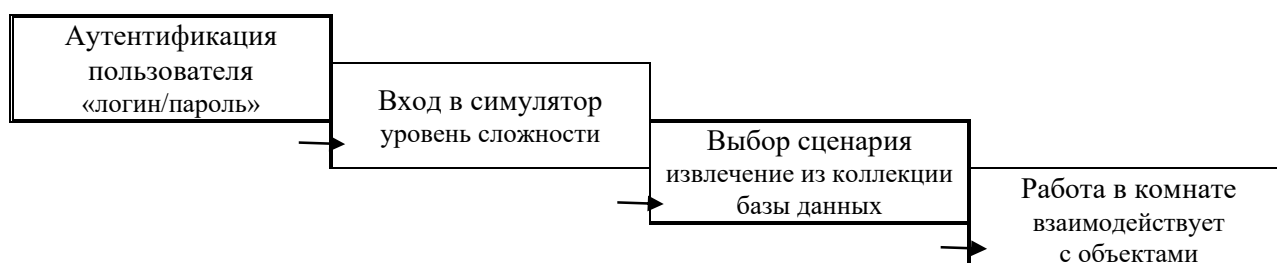 Аутентификация
пользователя
«логин/пароль»
Вход в симулятор
уровень сложности
Выбор сценария
извлечение из коллекции
базы данных
Работа в комнате
взаимодействует
с объектами